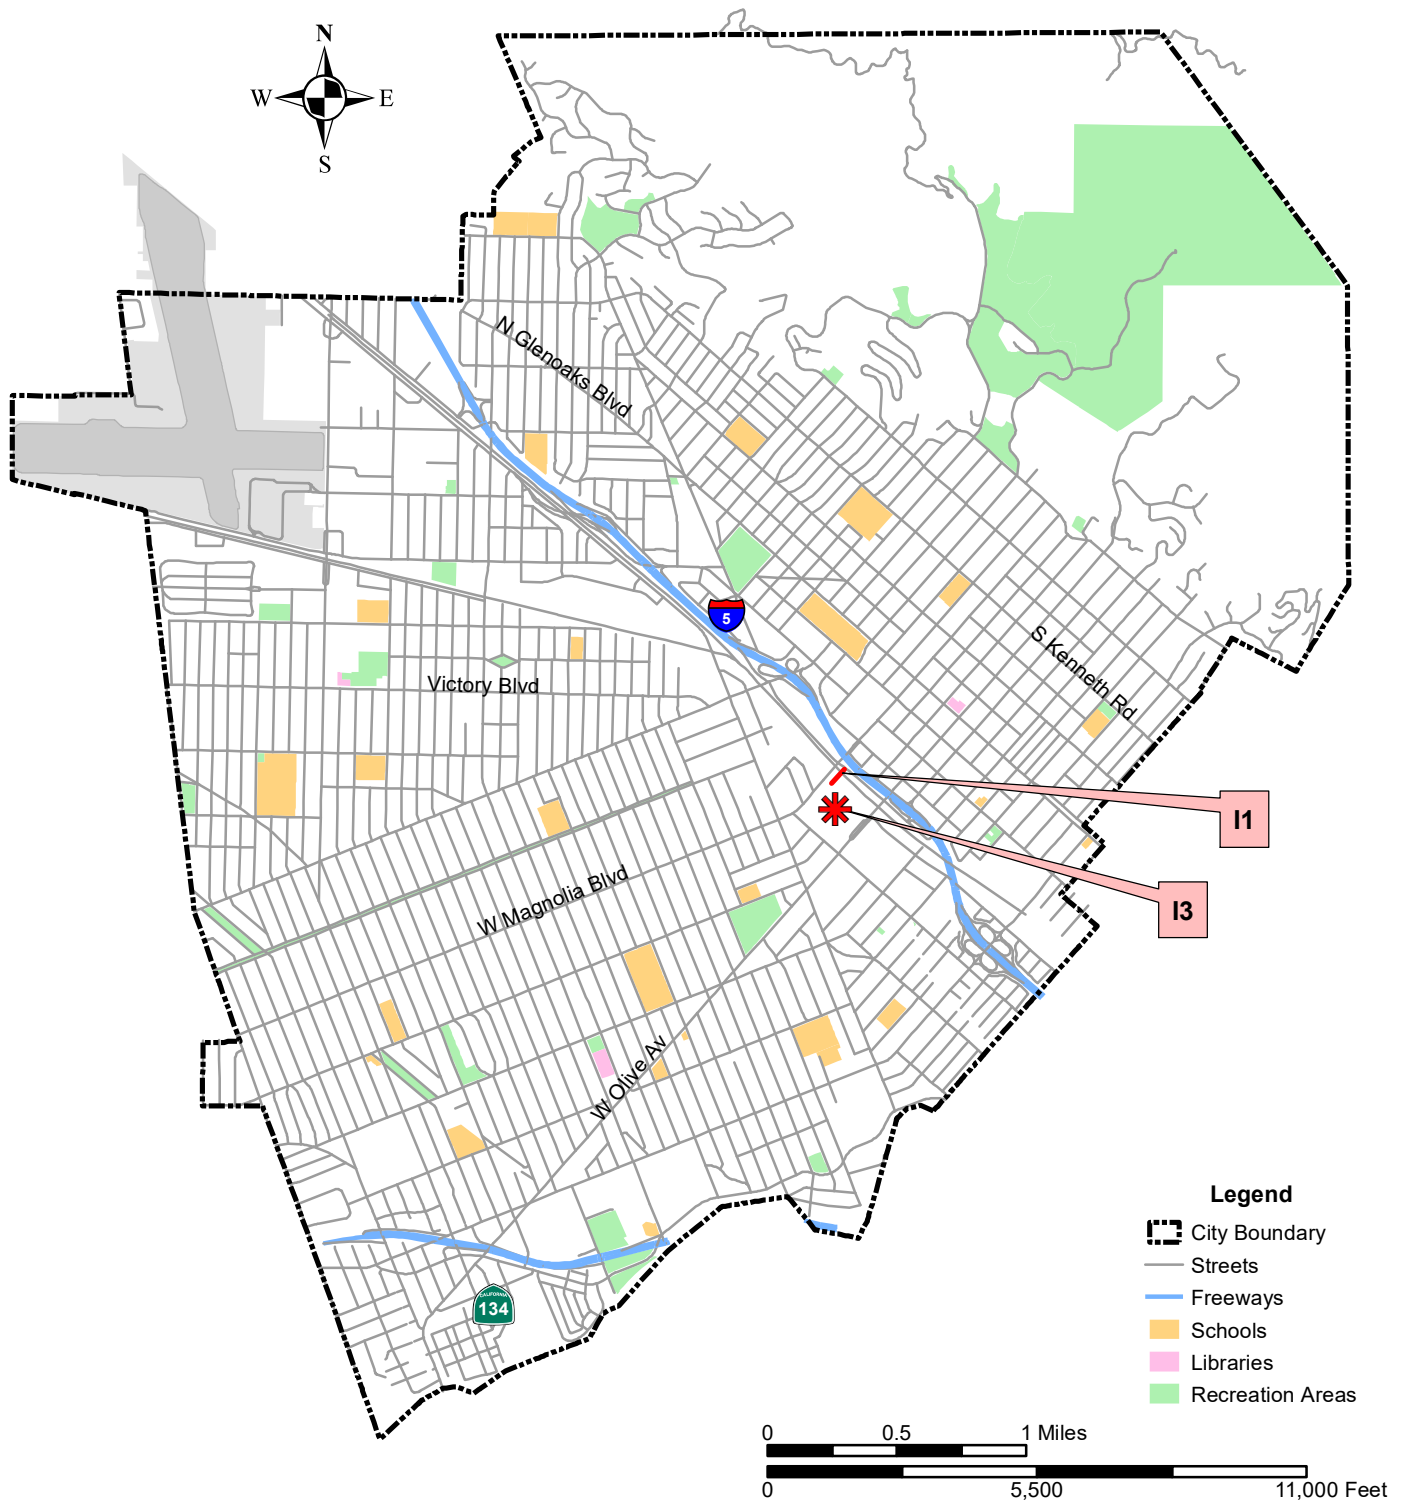 N
W E
S
N Glenoaks Blvd
5
S Kenneth Rd
Victory Blvd
I1
W Magnolia Blvd
I3
W Olive Av
Legend
City Boundary
Streets
CALIFORNIA
134
Freeways
Schools
Libraries
Recreation Areas
0 0.5 1 Miles
0 5,500 11,000 Feet